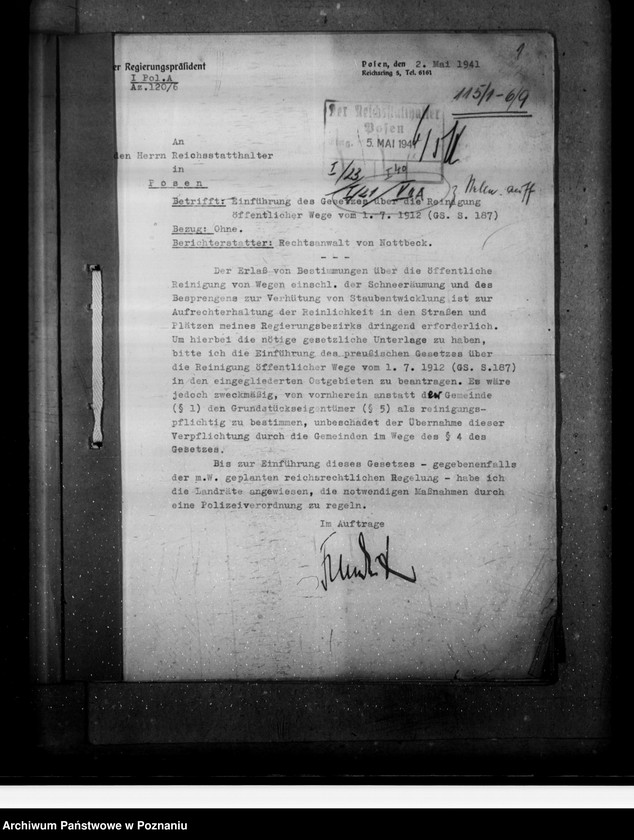 er Regierungspräsident
I Pol.A
Az.120/6
Posen, den 2. Mai 1941
Reichsring 5, Tel. 6161
1
115/1-6/9
Der Reichsstatthalter
Posen
5. MAI 194
An
den Herrn Reichsstatthalter
in
Posen
Betrifft: Einführung des Gesetzes über die Reinigung
öffentlicher Wege vom 1. 7. 1912 (GS. S. 187)
Bezug: Ohne.
Berichterstatter: Rechtsanwalt von Nottbeck.
- - -
Der Erlaß von Bestimmungen über die öffentliche
Reinigung von Wegen einschl. der Schneeräumung und des
Besprengens zur Verhütung von Staubentwicklung ist zur
Aufrechterhaltung der Reinlichkeit in den Straßen und
Plätzen meines Regierungsbezirks dringend erforderlich.
Um hierbei die nötige gesetzliche Unterlage zu haben,
bitte ich die Einführung des preußischen Gesetzes über
die Reinigung öffentlicher Wege vom 1. 7. 1912 (GS. S.187)
in den eingegliederten Ostgebieten zu beantragen. Es wäre
jedoch zweckmäßig, von vornherein anstatt der Gemeinde
(§ 1) den Grundstückseigentümer (§ 5) als reinigungs-
pflichtig zu bestimmen, unbeschadet der Übernahme dieser
Verpflichtung durch die Gemeinden im Wege des § 4 des
Gesetzes.
Bis zur Einführung dieses Gesetzes - gegebenenfalls
der m.W. geplanten reichsrechtlichen Regelung - habe ich
die Landräte angewiesen, die notwendigen Maßnahmen durch
eine Polizeiverordnung zu regeln.
Im Auftrage
Archiwum Państwowe w Poznaniu